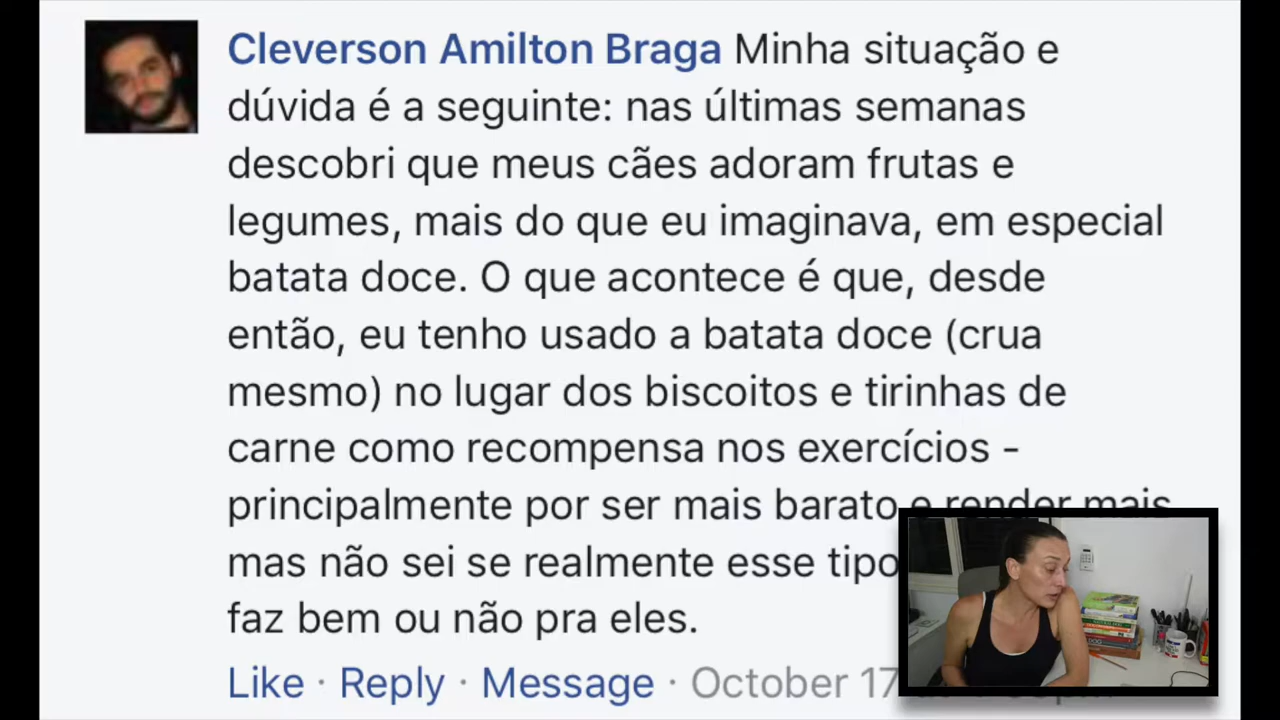 Cleverson Amilton Braga Minha situação e
dúvida é a seguinte: nas últimas semanas
descobri que meus cães adoram frutas e
legumes, mais do que eu imaginava, em especial
batata doce. O que acontece é que, desde
então, eu tenho usado a batata doce (crua
mesmo) no lugar dos biscoitos e tirinhas de
carne como recompensa nos exercícios -
principalmente por ser mais barato e render mais
mas não sei se realmente esse tipo
faz bem ou não pra eles.
Like · Reply · Message · October 17